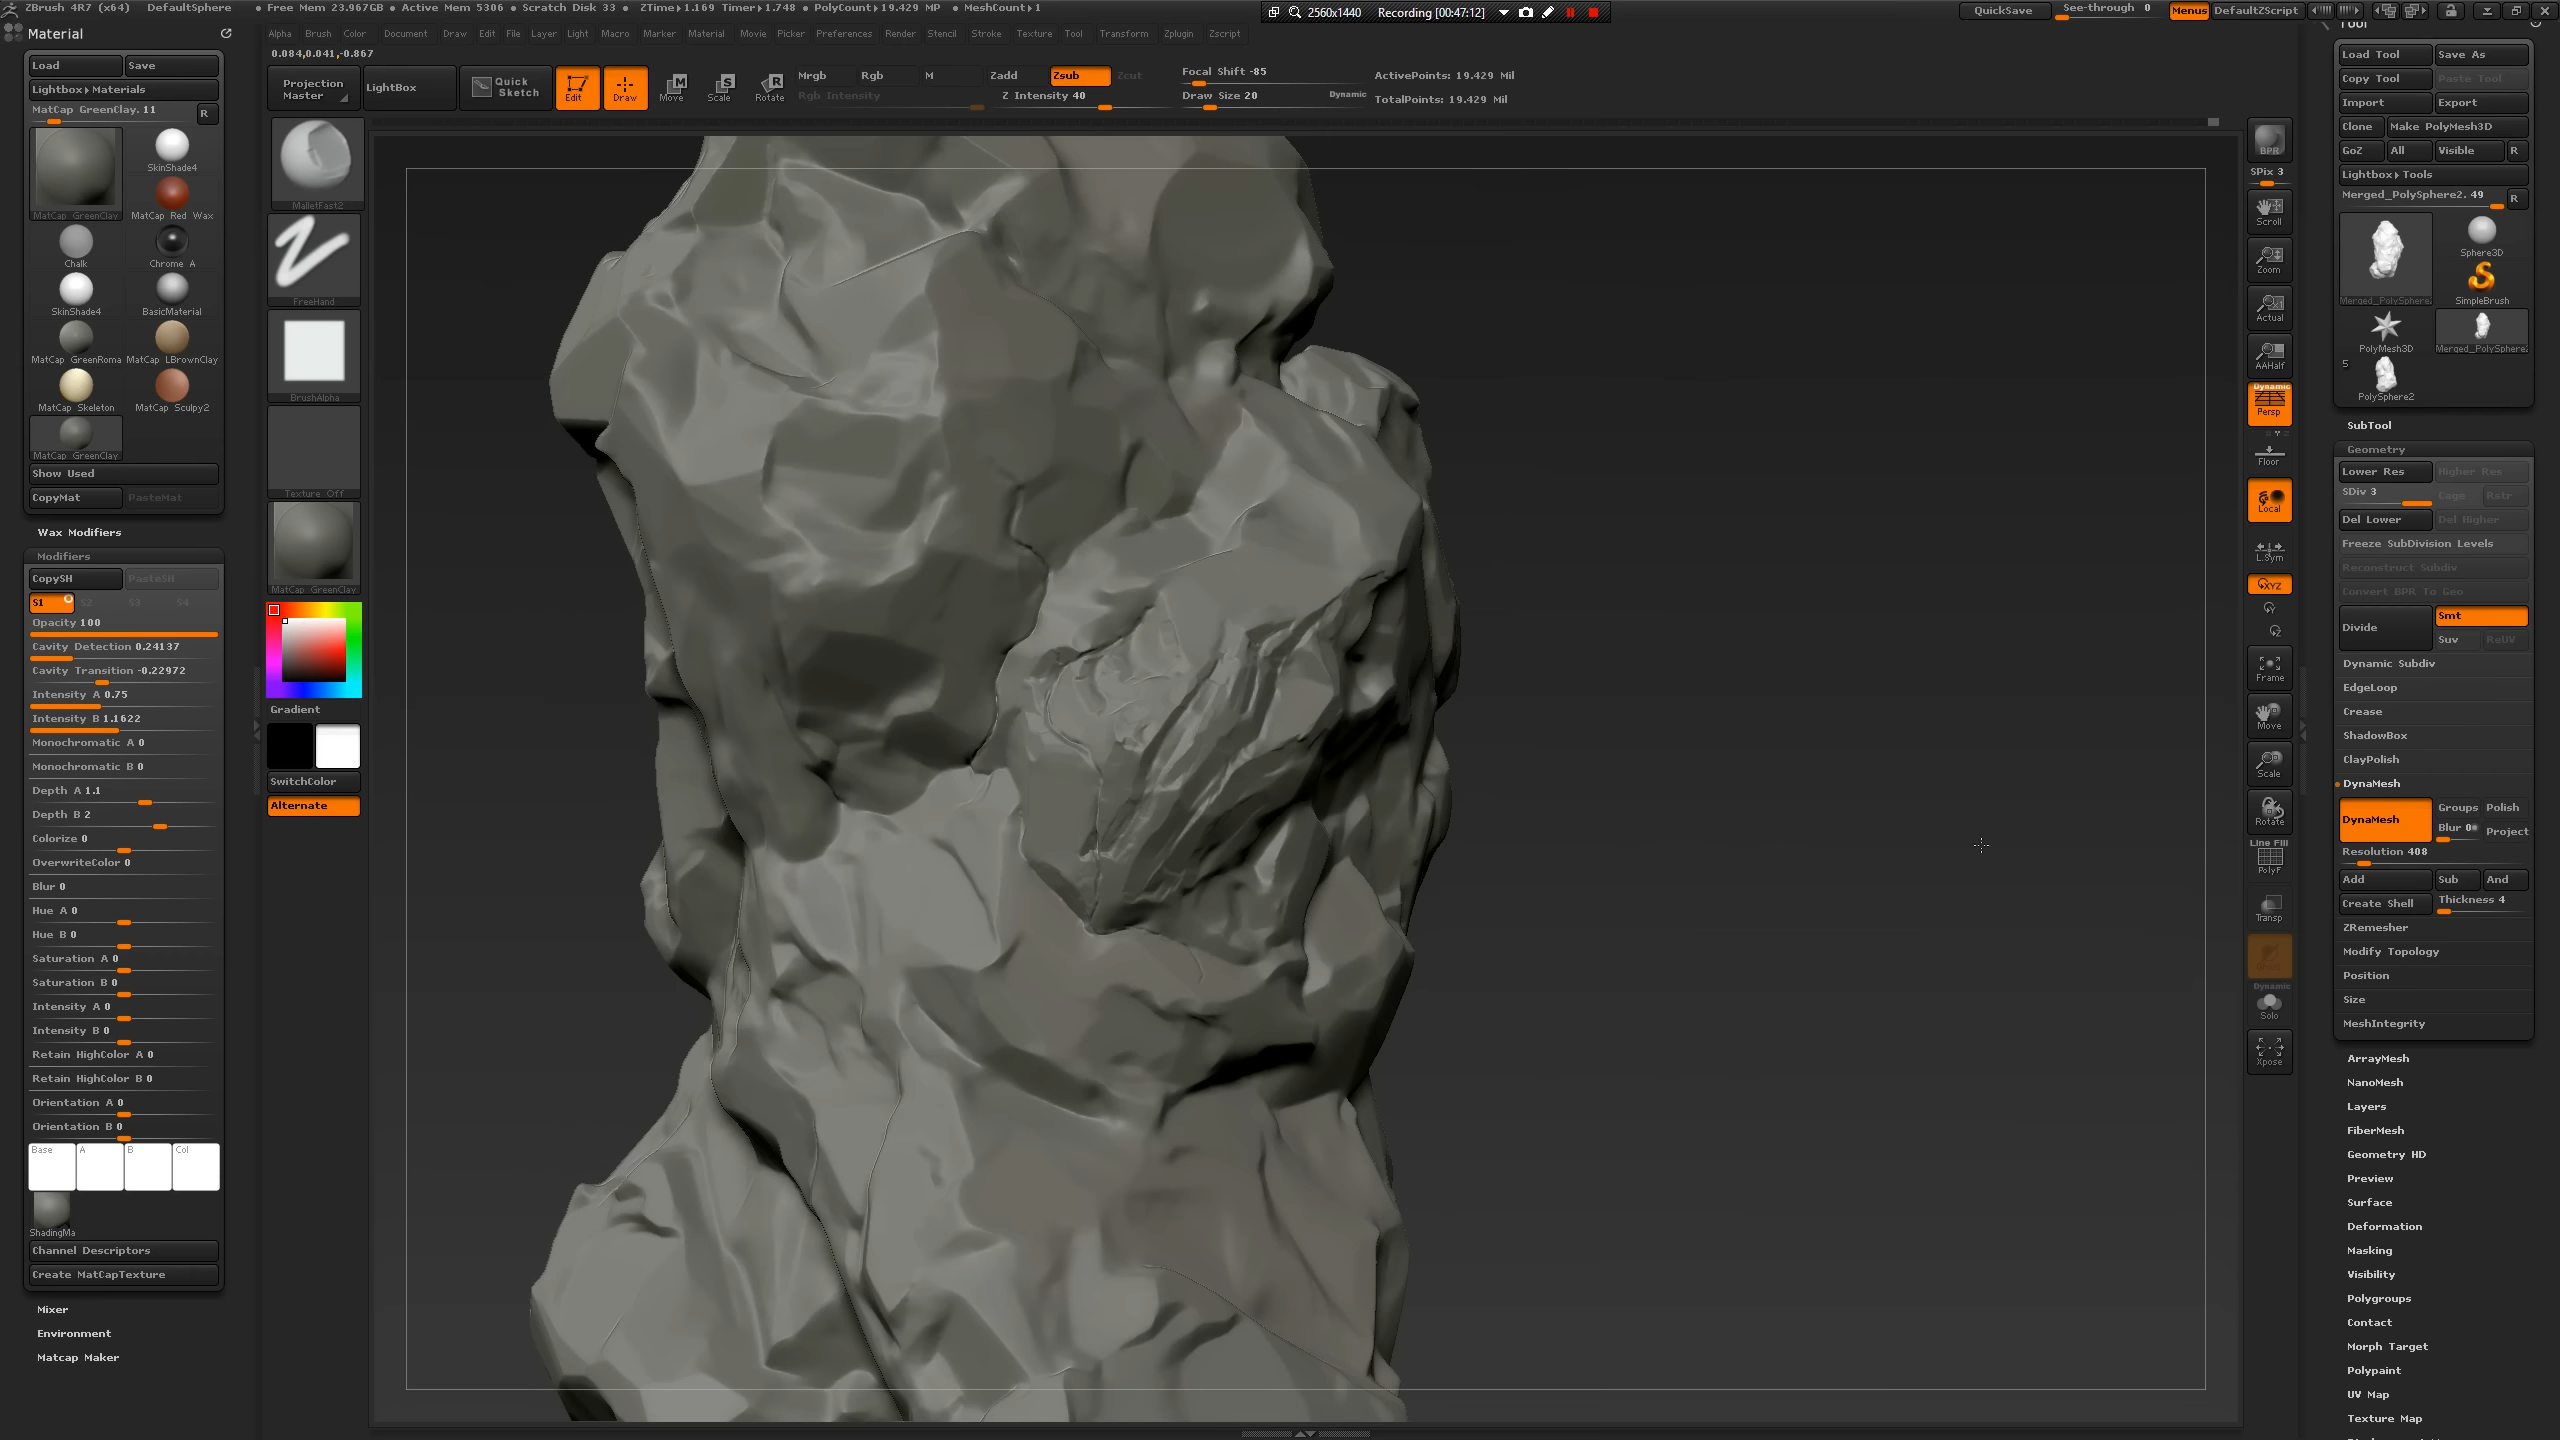 ZBrush 4R7 (x64) DefaultSphere • Free Mem 23.967GB • Active Mem 5306 • Scratch Disk 33 • ZTime▸1.169 Timer▸1.748 • PolyCount▸19.429 MP • MeshCount▸1
2560x1440 Recording [00:47:12]
QuickSave See-through 0 Menus DefaultZScript
Material
Load Save
Lightbox▸Materials
MatCap GreenClay. 11 R
MatCap GreenClay
SkinShade4
MatCap Red Wax
Chalk Chrome A
SkinShade4 BasicMaterial
MatCap GreenRoma MatCap LBrownClay
MatCap Skeleton MatCap Sculpy2
MatCap GreenClay
Show Used
CopyMat PasteMat
Wax Modifiers
Modifiers
CopySH PasteSH
S1 S2 S3 S4
Opacity 100
Cavity Detection 0.24137
Cavity Transition -0.22972
Intensity A 0.75
Intensity B 1.1622
Monochromatic A 0
Monochromatic B 0
Depth A 1.1
Depth B 2
Colorize 0
OverwriteColor 0
Blur 0
Hue A 0
Hue B 0
Saturation A 0
Saturation B 0
Intensity A 0
Intensity B 0
Retain HighColor A 0
Retain HighColor B 0
Orientation A 0
Orientation B 0
Base A B Col
ShadingMa
Channel Descriptors
Create MatCapTexture
Mixer
Environment
Matcap Maker
Alpha Brush Color Document Draw Edit File Layer Light Macro Marker Material Movie Picker Preferences Render Stencil Stroke Texture Tool Transform Zplugin Zscript
0.084,0.041,-0.867
Projection Master
LightBox
Quick Sketch
Edit Draw Move Scale Rotate
Mrgb Rgb M Zadd Zsub Zcut
Rgb Intensity Z Intensity 40
Focal Shift -85
Draw Size 20 Dynamic
ActivePoints: 19.429 Mil
TotalPoints: 19.429 Mil
MalletFast2
FreeHand
BrushAlpha
Texture Off
MatCap GreenClay
Gradient
SwitchColor
Alternate
BPR
SPix 3
Scroll
Zoom
Actual
AAHalf
Dynamic
Persp
Floor
Local
L.Sym
XYZ
Frame
Move
Scale
Rotate
Line Fill
PolyF
Transp
Dynamic
Solo
Xpose
Tool
Load Tool Save As
Copy Tool Paste Tool
Import Export
Clone Make PolyMesh3D
GoZ All Visible R
Lightbox▸Tools
Merged_PolySphere2. 49 R
Merged_PolySphere2
Sphere3D
SimpleBrush
PolyMesh3D Merged_PolySphere2
5
PolySphere2
SubTool
Geometry
Lower Res Higher Res
SDiv 3 Cage Rstr
Del Lower Del Higher
Freeze SubDivision Levels
Reconstruct Subdiv
Convert BPR To Geo
Divide Smt
Suv ReUV
Dynamic Subdiv
EdgeLoop
Crease
ShadowBox
ClayPolish
DynaMesh
DynaMesh Groups Polish
Blur 0 Project
Resolution 408
Add Sub And
Create Shell Thickness 4
ZRemesher
Modify Topology
Position
Size
MeshIntegrity
ArrayMesh
NanoMesh
Layers
FiberMesh
Geometry HD
Preview
Surface
Deformation
Masking
Visibility
Polygroups
Contact
Morph Target
Polypaint
UV Map
Texture Map